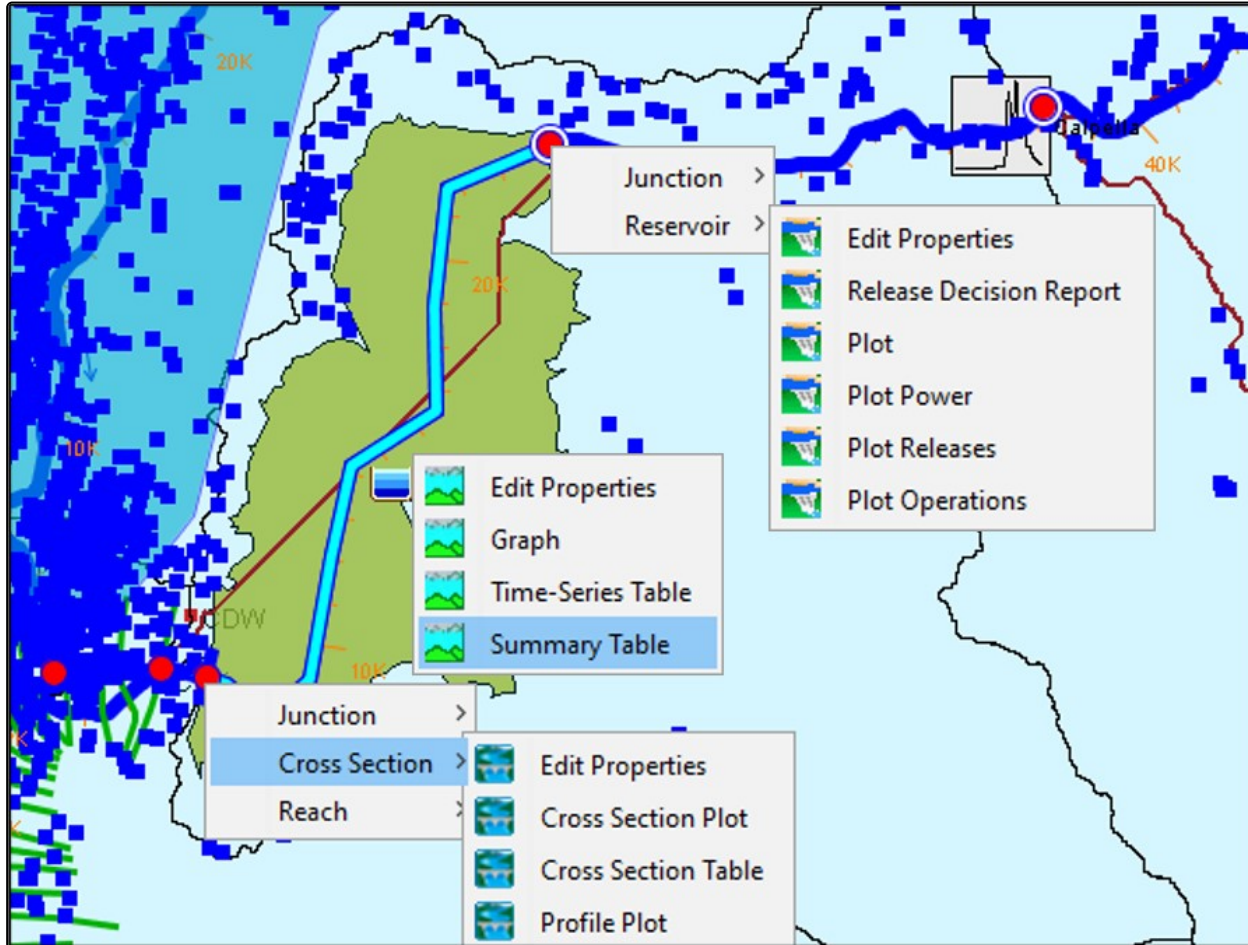 20K
Calpella
40K
Junction >
Reservoir >
Edit Properties
Release Decision Report
Plot
Plot Power
Plot Releases
Plot Operations
20K
10K
Edit Properties
Graph
Time-Series Table
Summary Table
CDW
10K
Junction >
Cross Section >
Reach >
Edit Properties
Cross Section Plot
Cross Section Table
Profile Plot